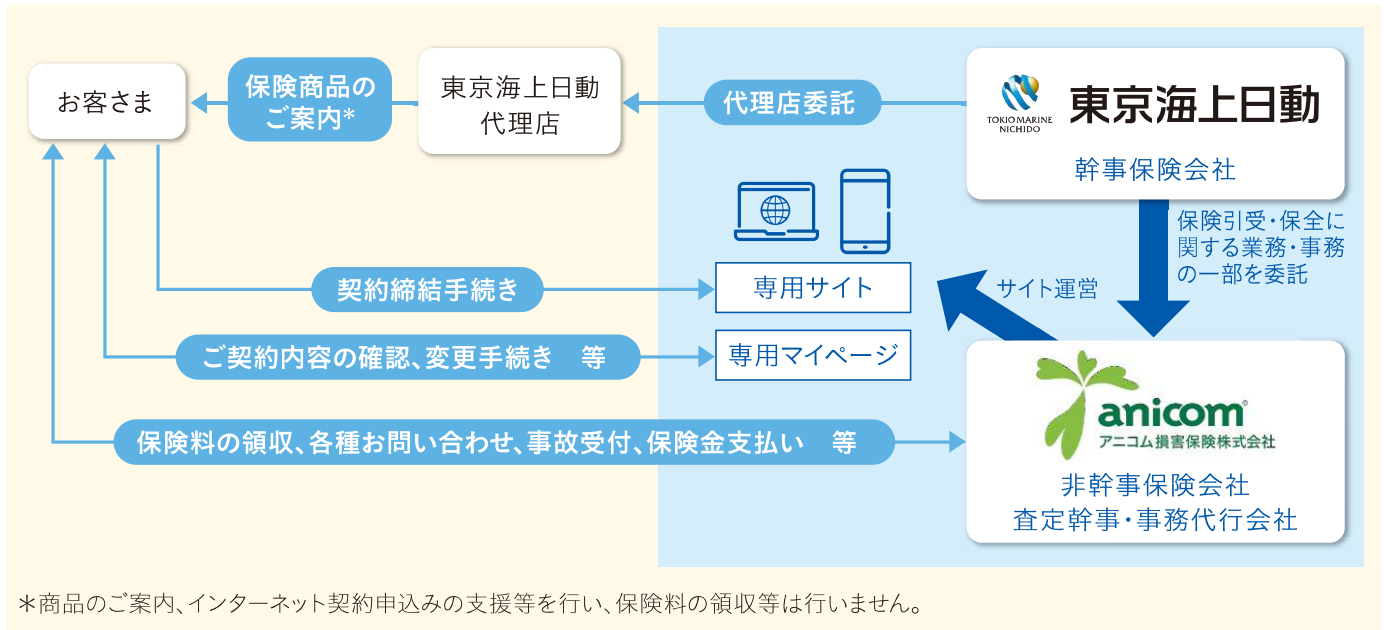 お客さま
保険商品の
ご案内*
東京海上日動
代理店
代理店委託
TOKIO MARINE
NICHIDO
東京海上日動
幹事保険会社
保険引受・保全に
関する業務・事務
の一部を委託
契約締結手続き
専用サイト
サイト運営
ご契約内容の確認、変更手続き 等
専用マイページ
保険料の領収、各種お問い合わせ、事故受付、保険金支払い 等
anicom®
アニコム損害保険株式会社
非幹事保険会社
査定幹事・事務代行会社
＊商品のご案内、インターネット契約申込みの支援等を行い、保険料の領収等は行いません。